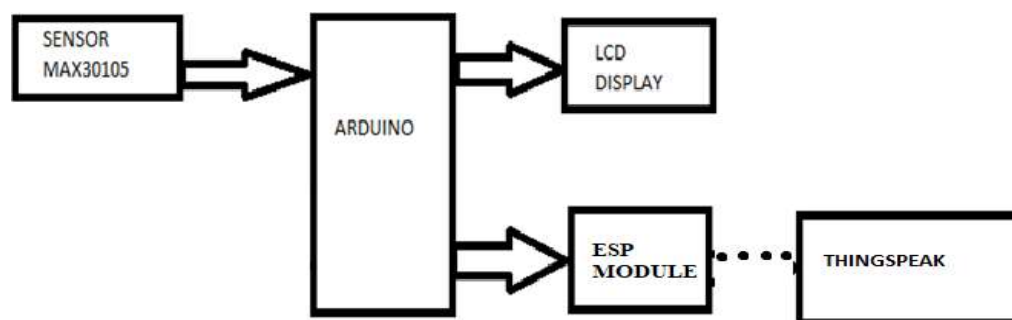 SENSOR
MAX30105
LCD
DISPLAY
ARDUINO
ESP
MODULE
THINGSPEAK